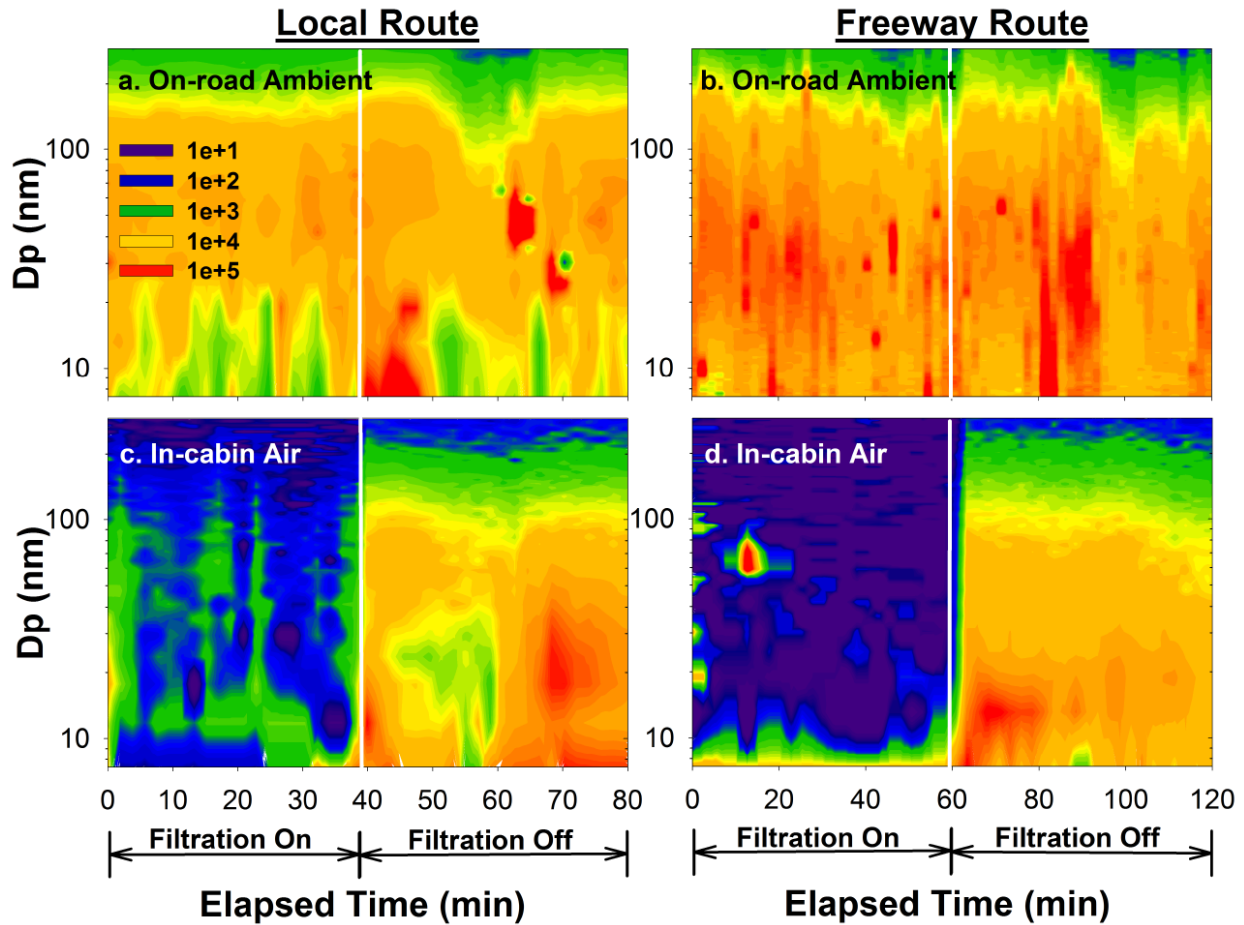 Local Route
Freeway Route
a. On-road Ambient
b. On-road Ambient
1e+1
1e+2
1e+3
1e+4
1e+5
Dp (nm)
100
10
100
10
c. In-cabin Air
d. In-cabin Air
Dp (nm)
100
10
100
10
0 10 20 30 40 50 60 70 80
0 20 40 60 80 100 120
Filtration On Filtration Off
Filtration On Filtration Off
Elapsed Time (min)
Elapsed Time (min)